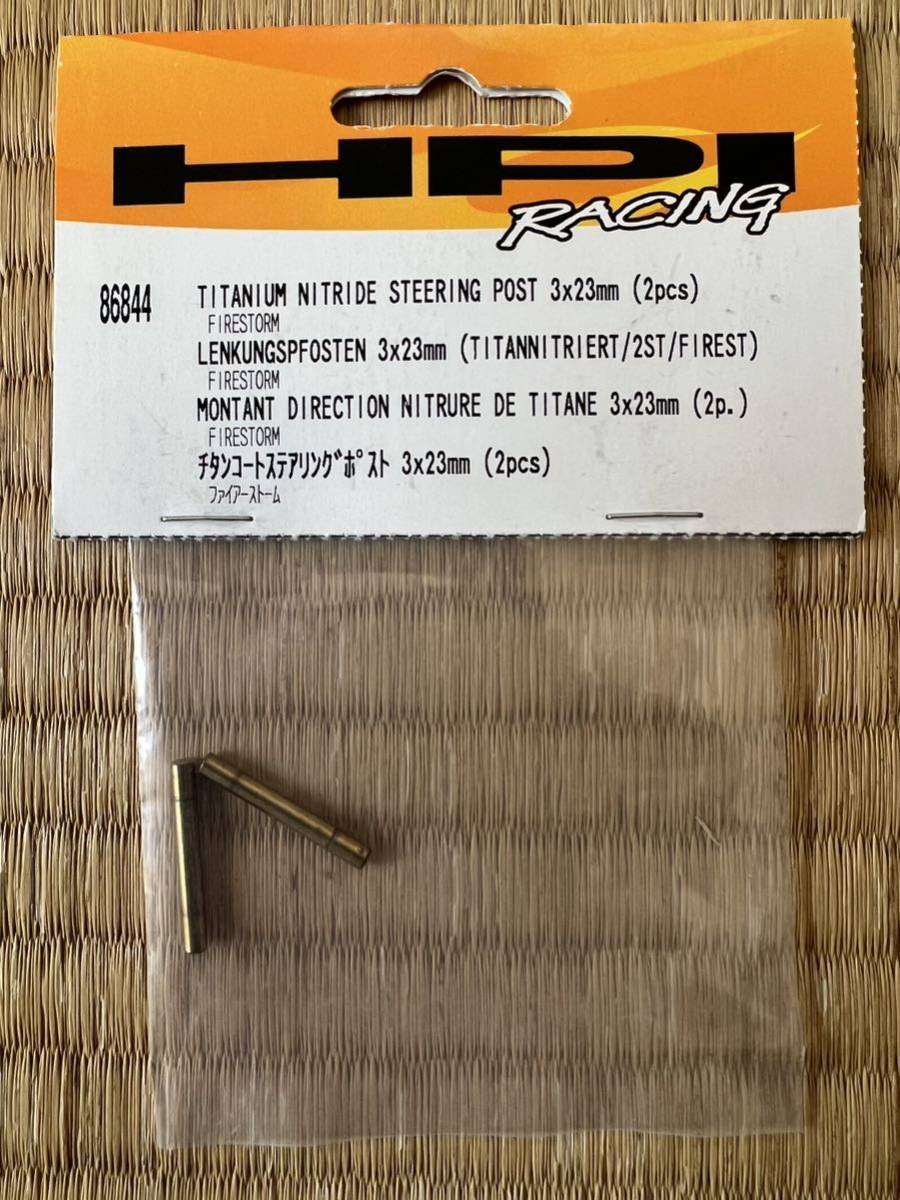 HPI
RACING
86844 TITANIUM NITRIDE STEERING POST 3x23mm (2pcs)
FIRESTORM
LENKUNGSPFOSTEN 3x23mm (TITANNITRIERT/2ST/FIREST)
FIRESTORM
MONTANT DIRECTION NITRURE DE TITANE 3x23mm (2p.)
FIRESTORM
ﾁﾀﾝｺｰﾄｽﾃｱﾘﾝｸﾞﾎﾟｽﾄ 3x23mm (2pcs)
ﾌｧｲｱｰｽﾄｰﾑ